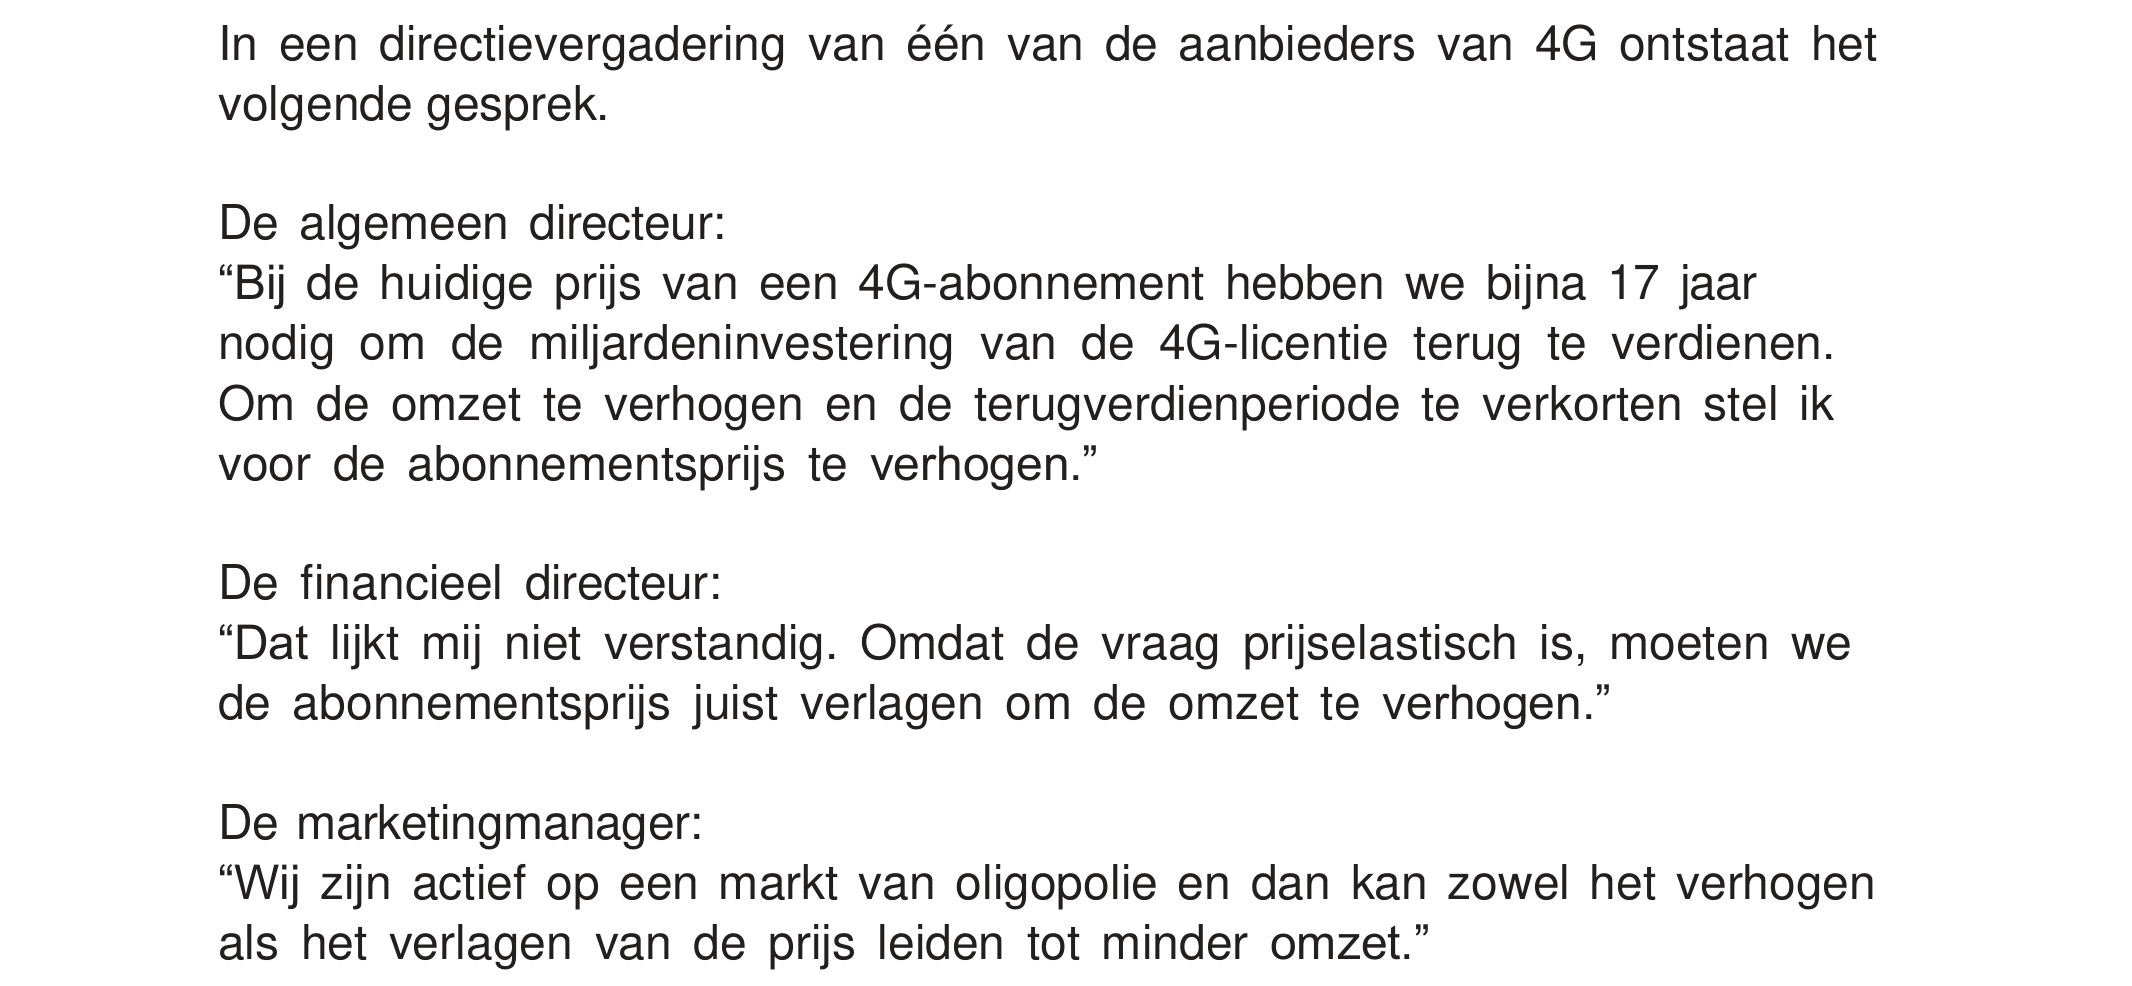 In een directievergadering van één van de aanbieders van 4G ontstaat het
volgende gesprek.
De algemeen directeur:
“Bij de huidige prijs van een 4G-abonnement hebben we bijna 17 jaar
nodig om de miljardeninvestering van de 4G-licentie terug te verdienen.
Om de omzet te verhogen en de terugverdienperiode te verkorten stel ik
voor de abonnementsprijs te verhogen.”
De financieel directeur:
“Dat lijkt mij niet verstandig. Omdat de vraag prijselastisch is, moeten we
de abonnementsprijs juist verlagen om de omzet te verhogen.”
De marketingmanager:
“Wij zijn actief op een markt van oligopolie en dan kan zowel het verhogen
als het verlagen van de prijs leiden tot minder omzet.”